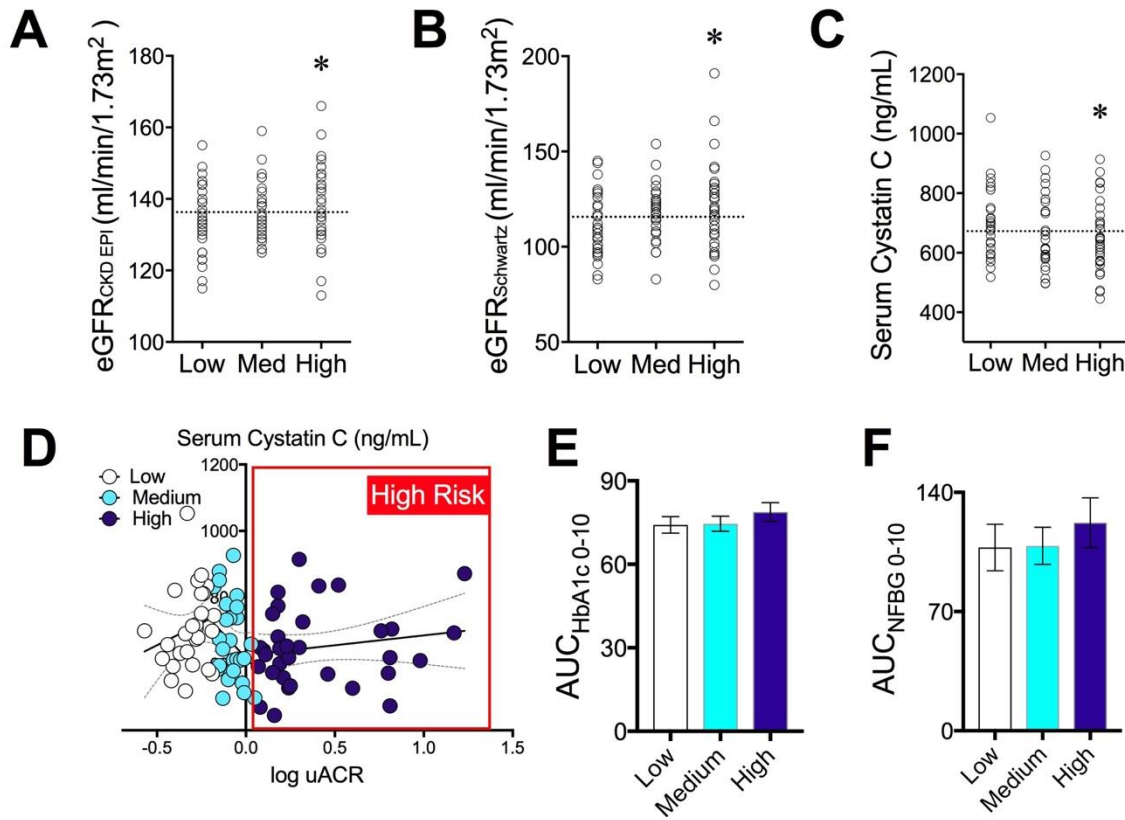 A
eGFRCKD EPI (ml/min/1.73m²)
180
160
140
120
100
*
Low Med High
B
eGFRSchwartz (ml/min/1.73m²)
200
150
100
50
*
Low Med High
C
Serum Cystatin C (ng/mL)
1200
1000
800
600
400
*
Low Med High
D
Serum Cystatin C (ng/mL)
Low
Medium
High
1200
1000
High Risk
-0.5 0.0 0.5 1.0 1.5
log uACR
E
AUCHbA1c 0-10
90
60
30
0
Low Medium High
F
AUCNFBG 0-10
140
70
0
Low Medium High